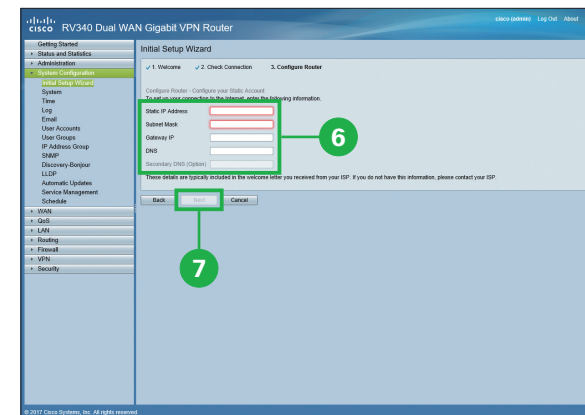 cisco RV340 Dual WAN Gigabit VPN Router
cisco (admin) Log Out About
Getting Started
Status and Statistics
Administration
System Configuration
Initial Setup Wizard
System
Time
Log
Email
User Accounts
User Groups
IP Address Group
SNMP
Discovery-Bonjour
LLDP
Automatic Updates
Service Management
Schedule
WAN
QoS
LAN
Routing
Firewall
VPN
Security
Initial Setup Wizard
✓ 1. Welcome ✓ 2. Check Connection 3. Configure Router
Configure Router - Configure your Static Account
To set up your connection to the Internet, enter the following information.
Static IP Address
Subnet Mask
Gateway IP
DNS
Secondary DNS (Option)
6
These details are typically included in the welcome letter you received from your ISP. If you do not have this information, please contact your ISP.
Back Next Cancel
7
© 2017 Cisco Systems, Inc. All rights reserved.